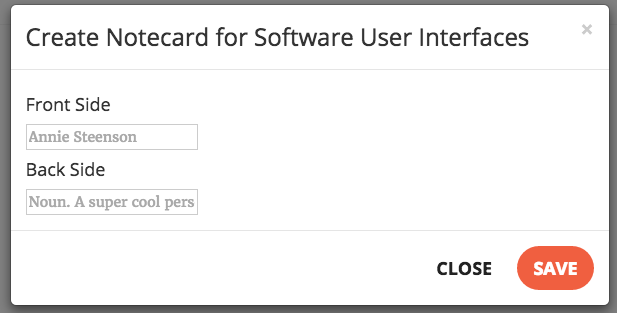 Create Notecard for Software User Interfaces ×
Front Side
Annie Steenson
Back Side
Noun. A super cool pers
CLOSE SAVE